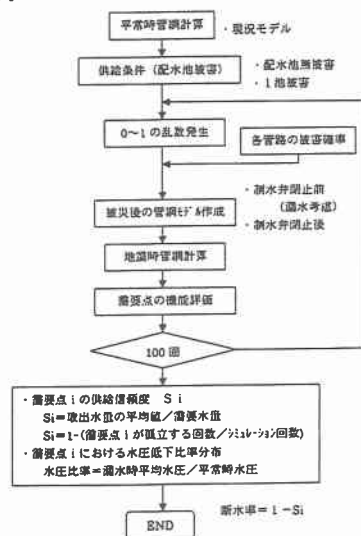 平常時管網計算
・現況モデル
供給条件（配水池被害）
・配水池無被害
・1池被害
0～1の乱数発生
各管路の被害確率
被災後の管網ﾓﾃﾞﾙ作成
・制水弁閉止前
（漏水考慮）
・制水弁閉止後
地震時管網計算
需要点の機能評価
100回
・需要点iの供給信頼度 Si
Si＝取出水量の平均値／需要水量
Si＝1-(需要点iが孤立する回数／ｼﾐｭﾚｰｼｮﾝ回数)
・需要点iにおける水圧低下比率分布
水圧比率＝漏水時平均水圧／平常時水圧
断水率＝1－Si
END